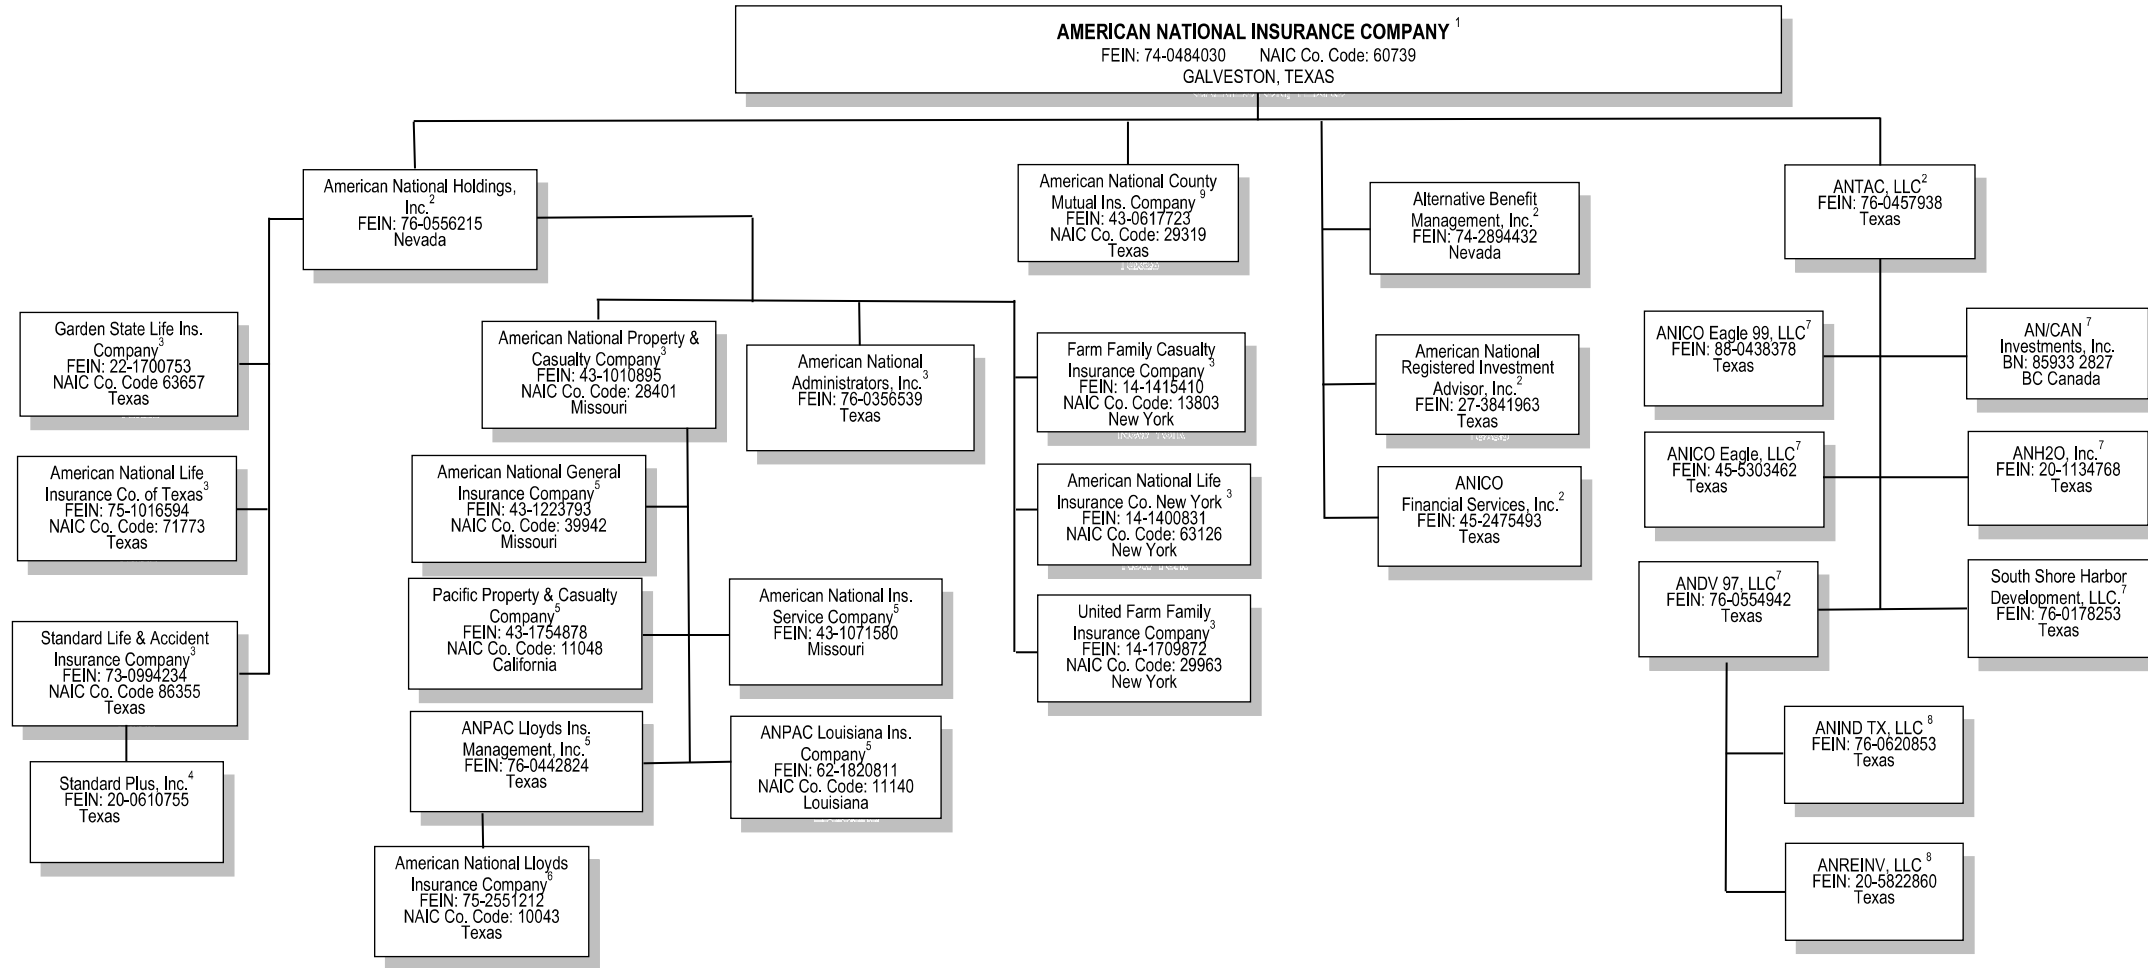 AMERICAN NATIONAL INSURANCE COMPANY 1
FEIN: 74-0484030 NAIC Co. Code: 60739
GALVESTON, TEXAS
American National Holdings,
Inc.2
FEIN: 76-0556215
Nevada
American National County
Mutual Ins. Company 9
FEIN: 43-0617723
NAIC Co. Code: 29319
Texas
Alternative Benefit
Management, Inc.2
FEIN: 74-2894432
Nevada
ANTAC, LLC2
FEIN: 76-0457938
Texas
Garden State Life Ins.
Company3
FEIN: 22-1700753
NAIC Co. Code 63657
Texas
American National Property &
Casualty Company3
FEIN: 43-1010895
NAIC Co. Code: 28401
Missouri
American National
Administrators, Inc.3
FEIN: 76-0356539
Texas
Farm Family Casualty
Insurance Company 3
FEIN: 14-1415410
NAIC Co. Code: 13803
New York
American National
Registered Investment
Advisor, Inc.2
FEIN: 27-3841963
Texas
ANICO Eagle 99, LLC7
FEIN: 88-0438378
Texas
AN/CAN 7
Investments, Inc.
BN: 85933 2827
BC Canada
American National Life
Insurance Co. of Texas3
FEIN: 75-1016594
NAIC Co. Code: 71773
Texas
American National General
Insurance Company5
FEIN: 43-1223793
NAIC Co. Code: 39942
Missouri
American National Life
Insurance Co. New York 3
FEIN: 14-1400831
NAIC Co. Code: 63126
New York
ANICO
Financial Services, Inc.2
FEIN: 45-2475493
Texas
ANICO Eagle, LLC7
FEIN: 45-5303462
Texas
ANH2O, Inc.7
FEIN: 20-1134768
Texas
Standard Life & Accident
Insurance Company3
FEIN: 73-0994234
NAIC Co. Code 86355
Texas
Pacific Property & Casualty
Company5
FEIN: 43-1754878
NAIC Co. Code: 11048
California
American National Ins.
Service Company5
FEIN: 43-1071580
Missouri
United Farm Family
Insurance Company3
FEIN: 14-1709872
NAIC Co. Code: 29963
New York
ANDV 97, LLC7
FEIN: 76-0554942
Texas
South Shore Harbor
Development, LLC.7
FEIN: 76-0178253
Texas
Standard Plus, Inc.4
FEIN: 20-0610755
Texas
ANPAC Lloyds Ins.
Management, Inc.5
FEIN: 76-0442824
Texas
ANPAC Louisiana Ins.
Company5
FEIN: 62-1820811
NAIC Co. Code: 11140
Louisiana
ANIND TX, LLC 8
FEIN: 76-0620853
Texas
American National Lloyds
Insurance Company6
FEIN: 75-2551212
NAIC Co. Code: 10043
Texas
ANREINV, LLC 8
FEIN: 20-5822860
Texas